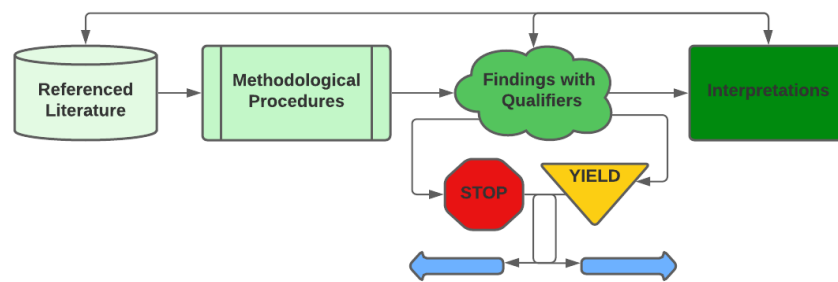 Referenced
Literature
Methodological
Procedures
Findings with
Qualifiers
Interpretations
STOP
YIELD